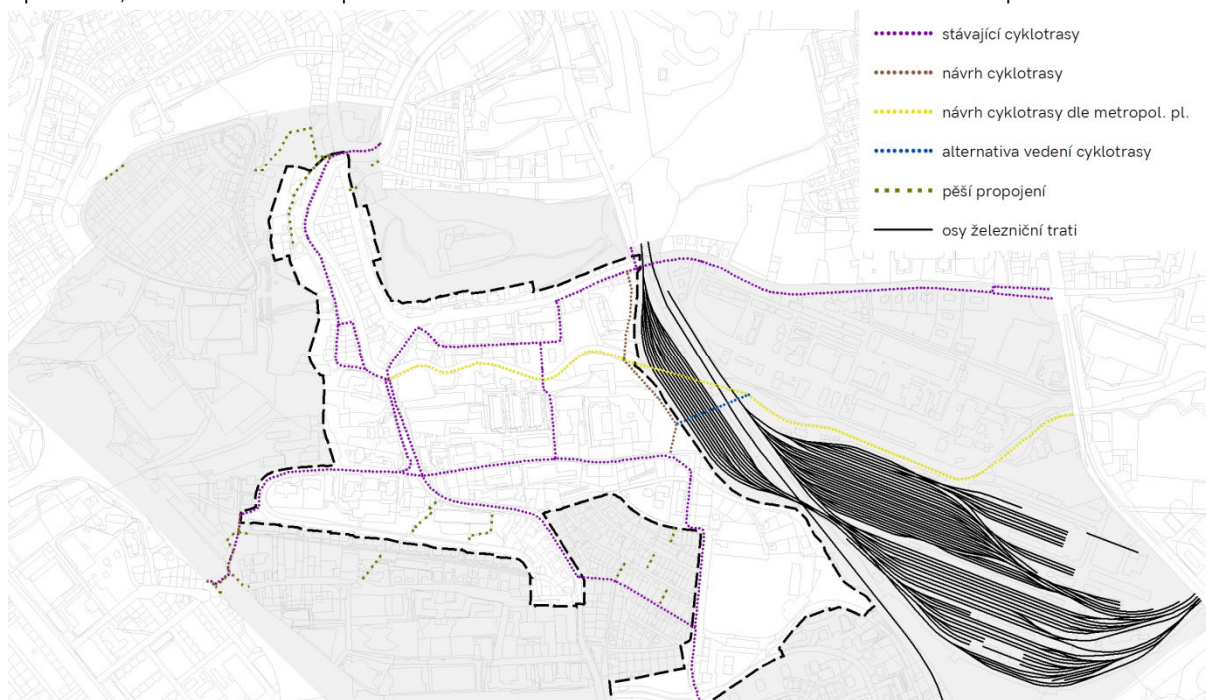 stávající cyklotrasy
návrh cyklotrasy
návrh cyklotrasy dle metropol. pl.
alternativa vedení cyklotrasy
pěší propojení
osy železniční trati